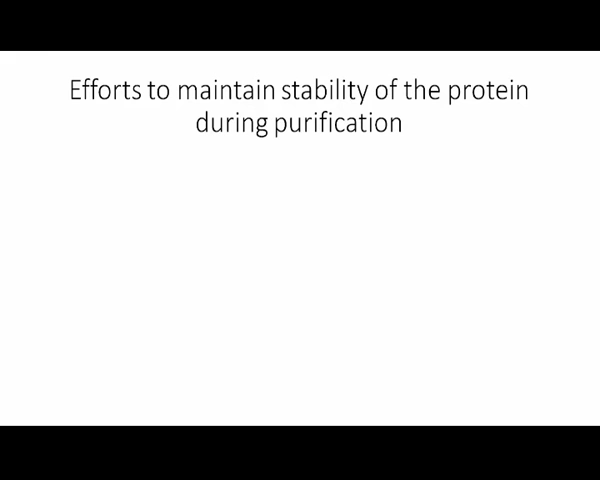 Efforts to maintain stability of the protein
during purification